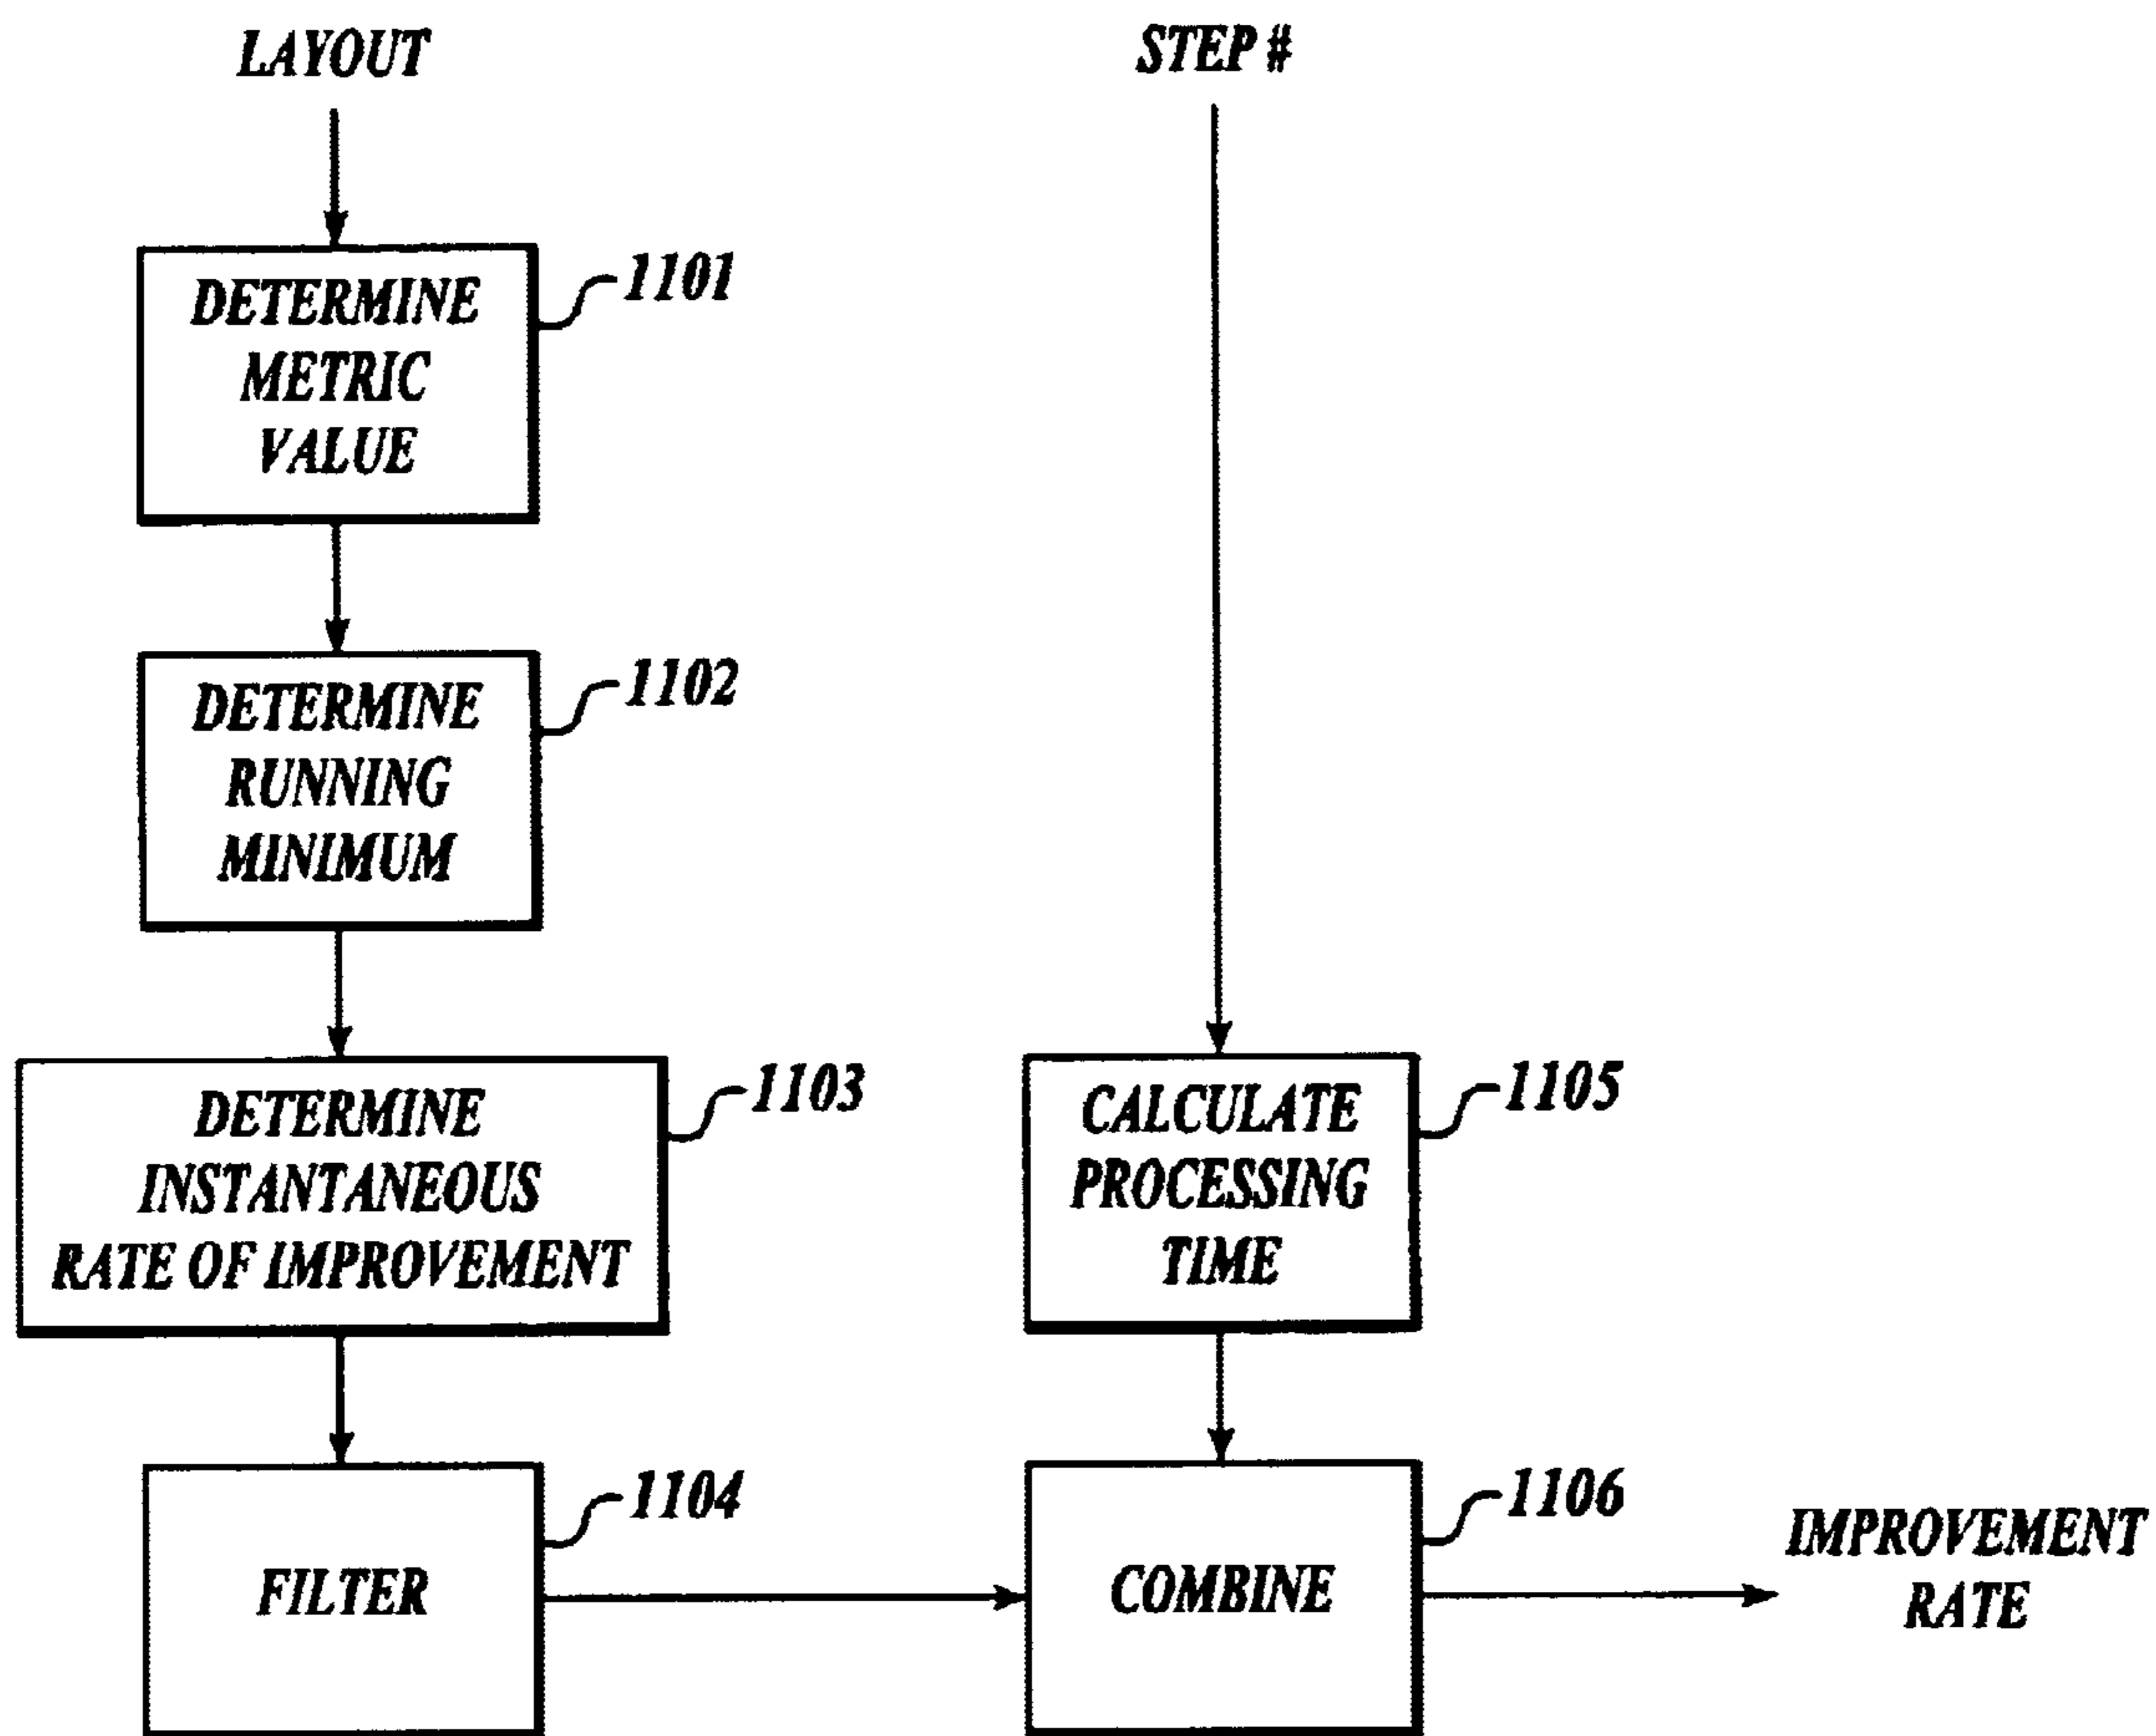 LAYOUT
STEP #
DETERMINE
METRIC
VALUE
1101
DETERMINE
RUNNING
MINIMUM
1102
DETERMINE
INSTANTANEOUS
RATE OF IMPROVEMENT
1103
CALCULATE
PROCESSING
TIME
1105
FILTER
1104
COMBINE
1106
IMPROVEMENT
RATE